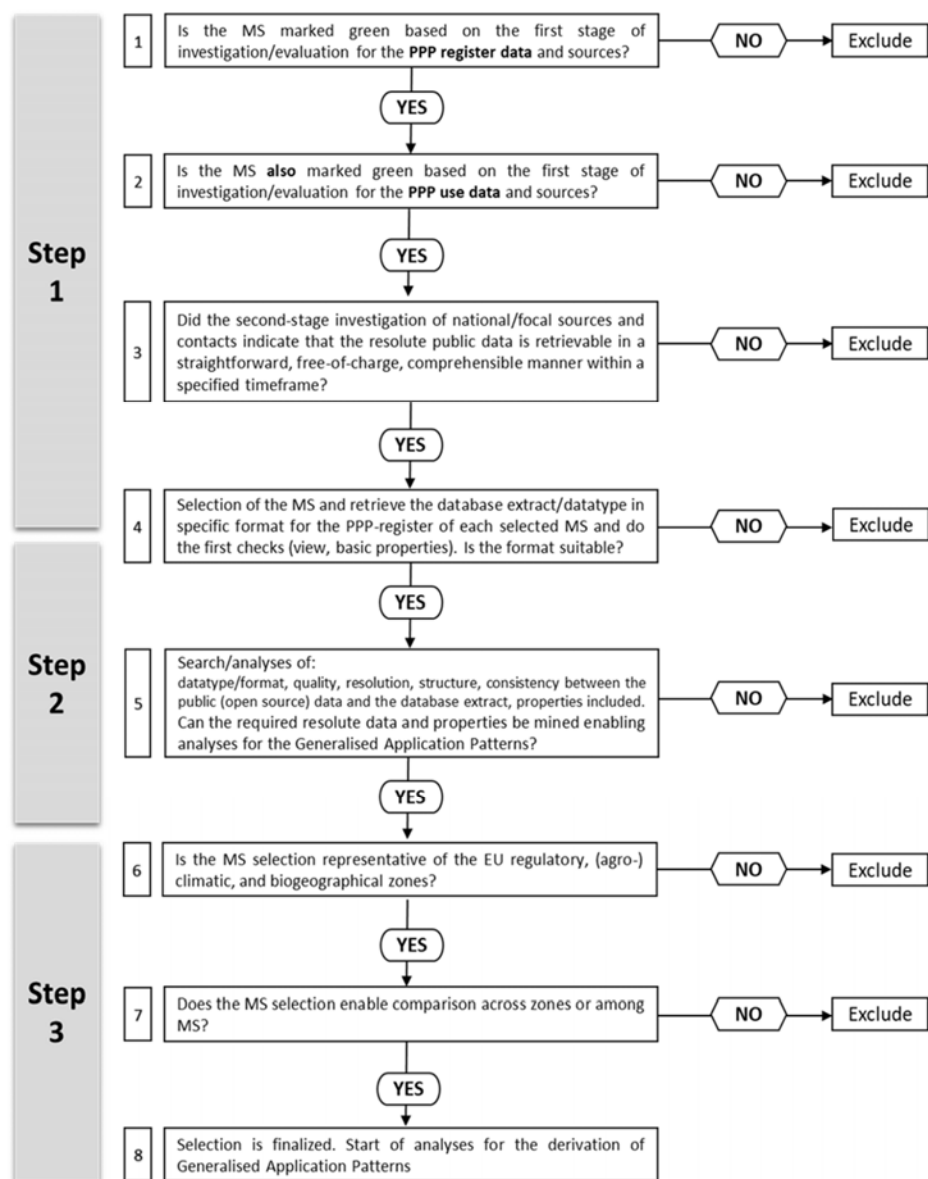 Step
1
1
Is the MS marked green based on the first stage of
investigation/evaluation for the PPP register data and sources?
NO
Exclude
YES
2
Is the MS also marked green based on the first stage of
investigation/evaluation for the PPP use data and sources?
NO
Exclude
YES
3
Did the second-stage investigation of national/focal sources and
contacts indicate that the resolute public data is retrievable in a
straightforward, free-of-charge, comprehensible manner within a
specified timeframe?
NO
Exclude
YES
4
Selection of the MS and retrieve the database extract/datatype in
specific format for the PPP-register of each selected MS and do
the first checks (view, basic properties). Is the format suitable?
NO
Exclude
YES
Step
2
5
Search/analyses of:
datatype/format, quality, resolution, structure, consistency between the
public (open source) data and the database extract, properties included.
Can the required resolute data and properties be mined enabling
analyses for the Generalised Application Patterns?
NO
Exclude
YES
Step
3
6
Is the MS selection representative of the EU regulatory, (agro-)
climatic, and biogeographical zones?
NO
Exclude
YES
7
Does the MS selection enable comparison across zones or among
MS?
NO
Exclude
YES
8
Selection is finalized. Start of analyses for the derivation of
Generalised Application Patterns